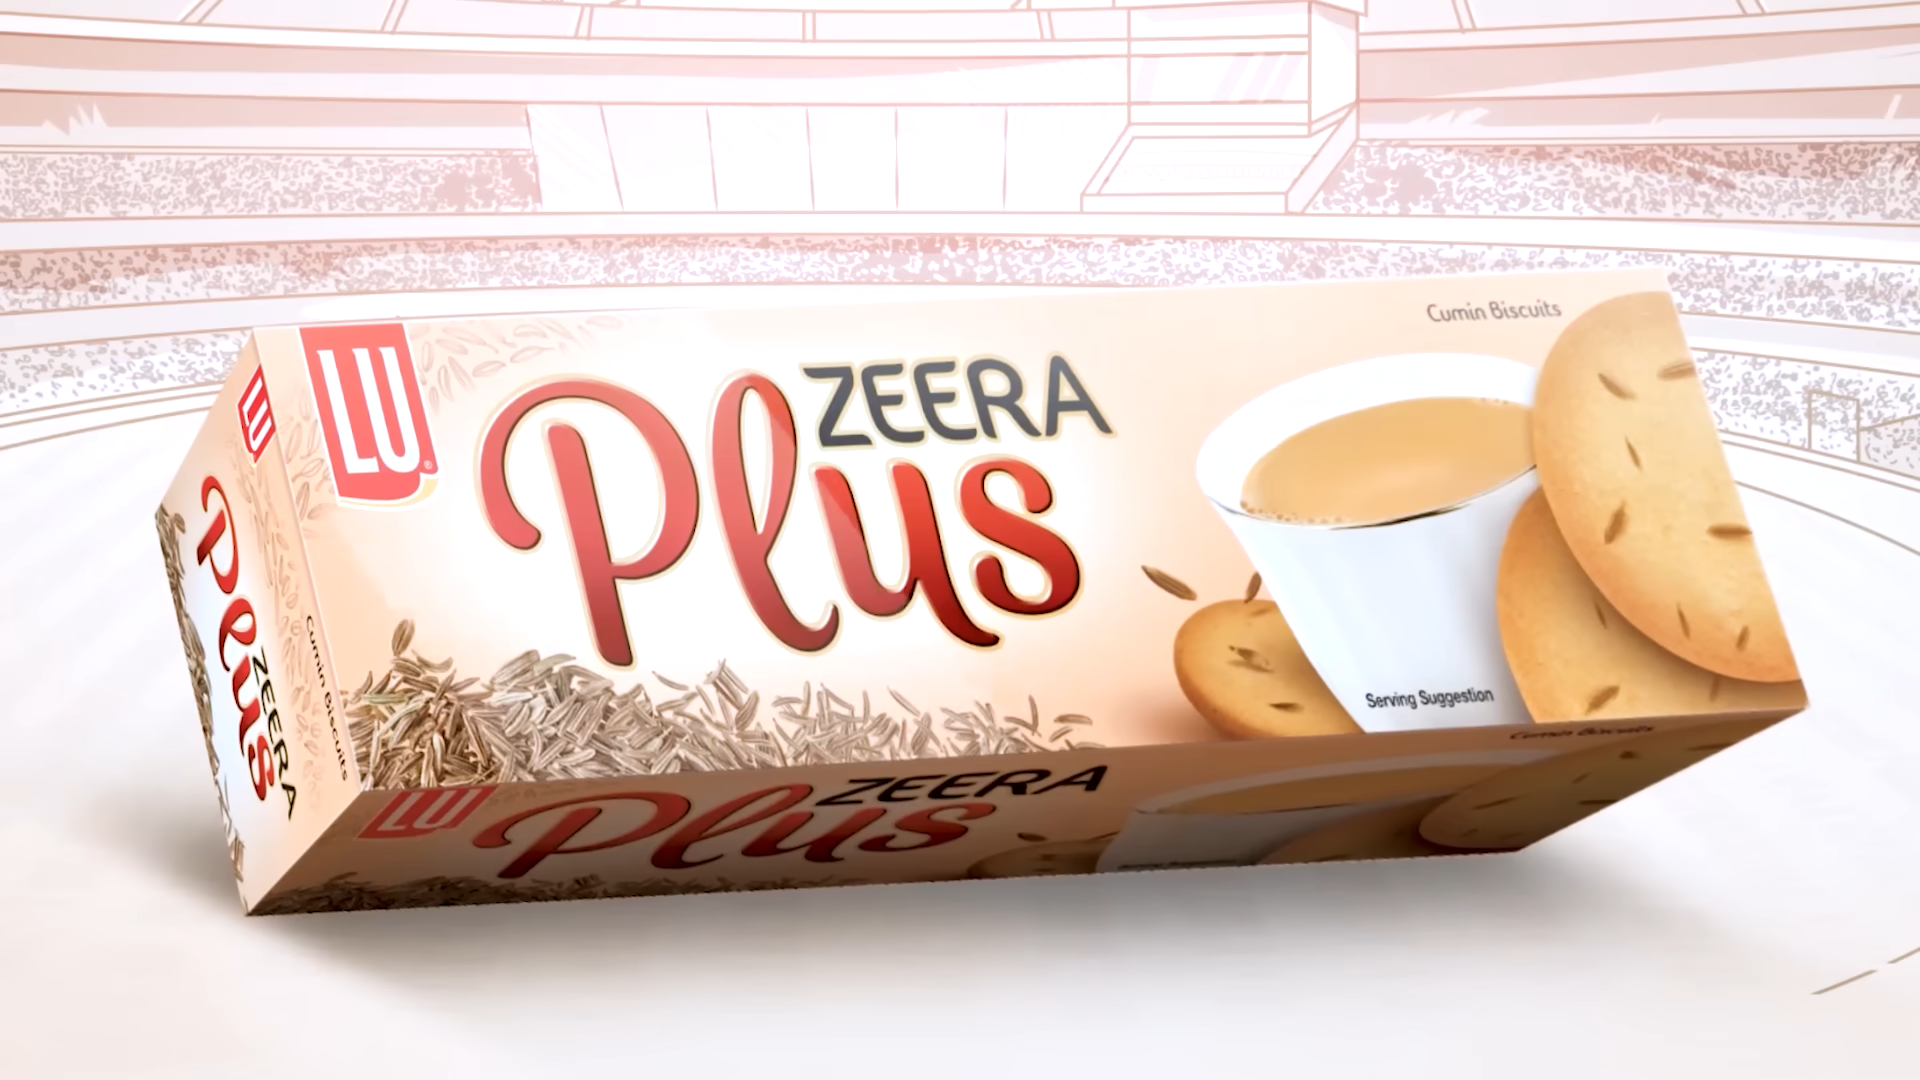 LU
ZEERA
Plus
Cumin Biscuits
Serving Suggestion
LU
Plus
ZEERA
Cumin Biscuits
LU
ZEERA
Plus
Cumin Biscuits